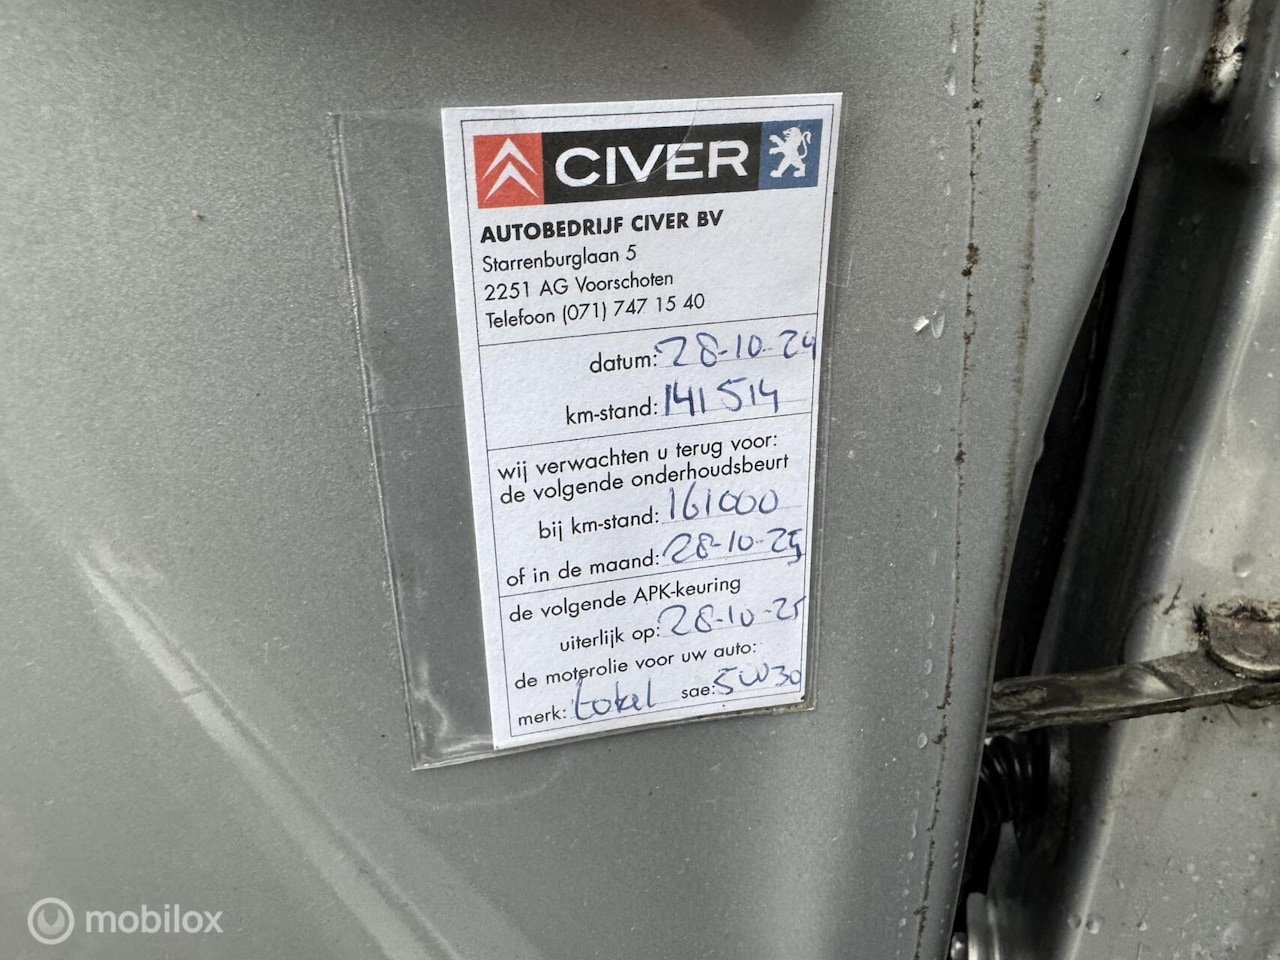 CIVER
AUTOBEDRIJF CIVER BV
Starrenburglaan 5
2251 AG Voorschoten
Telefoon (071) 747 15 40
datum: 28-10-24
km-stand: 141514
wij verwachten u terug voor:
de volgende onderhoudsbeurt
bij km-stand: 161000
of in de maand: 28-10-25
de volgende APK-keuring
uiterlijk op: 28-10-25
de moterolie voor uw auto:
merk: total sae: 5W30
mobilox